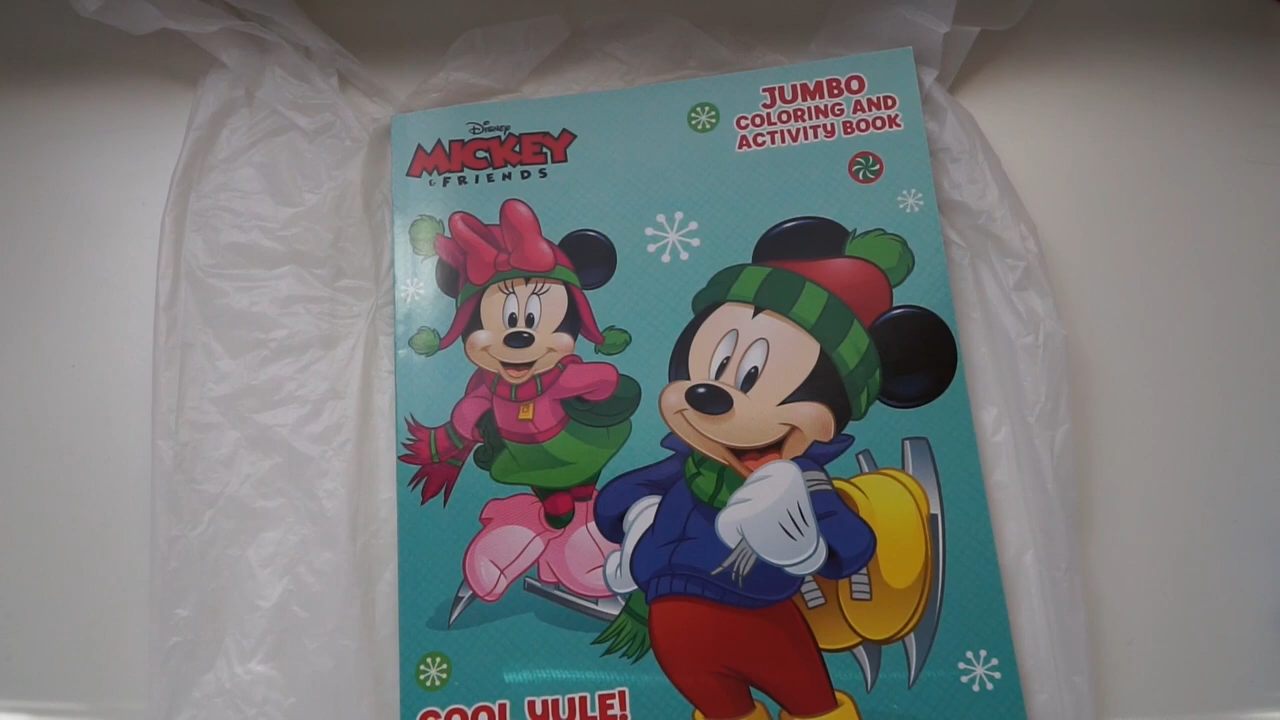 Disney
MICKEY
& FRIENDS
JUMBO
COLORING AND
ACTIVITY BOOK
COOL YULE!